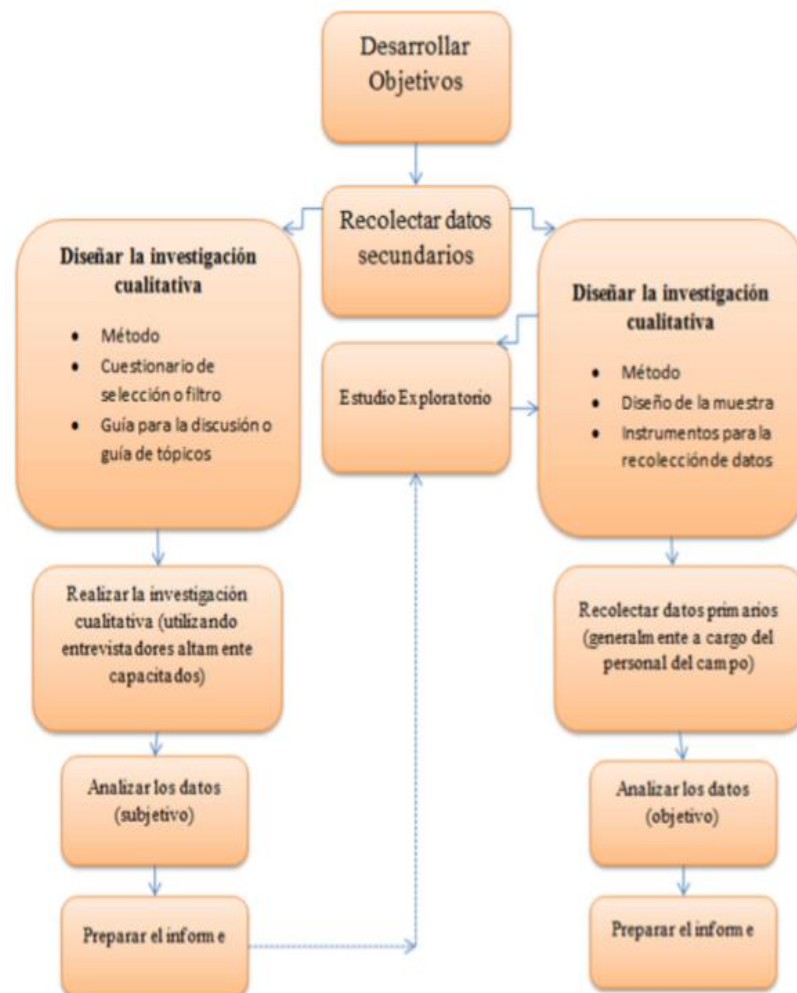 Desarrollar
Objetivos
Recolectar datos
secundarios
Diseñar la investigación
cualitativa
• Método
• Cuestionario de
selección o filtro
• Guía para la discusión o
guía de tópicos
Diseñar la investigación
cualitativa
• Método
• Diseño de la muestra
• Instrumentos para la
recolección de datos
Estudio Exploratorio
Realizar la investigación
cualitativa (utilizando
entrevistadores altamente
capacitados)
Recolectar datos primarios
(generalmente a cargo del
personal del campo)
Analizar los datos
(subjetivo)
Analizar los datos
(objetivo)
Preparar el informe
Preparar el informe